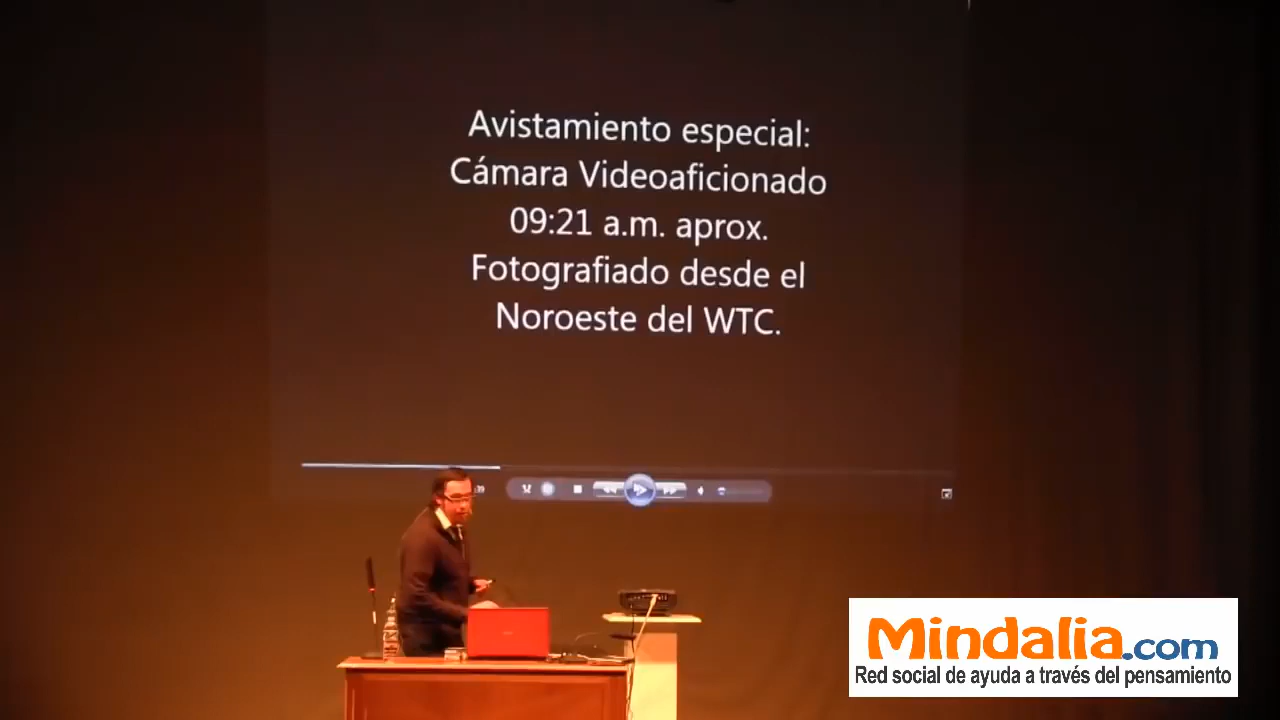 Avistamiento especial:
Cámara Videoaficionado
09:21 a.m. aprox.
Fotografiado desde el
Noroeste del WTC.
Mindalia.com
Red social de ayuda a través del pensamiento